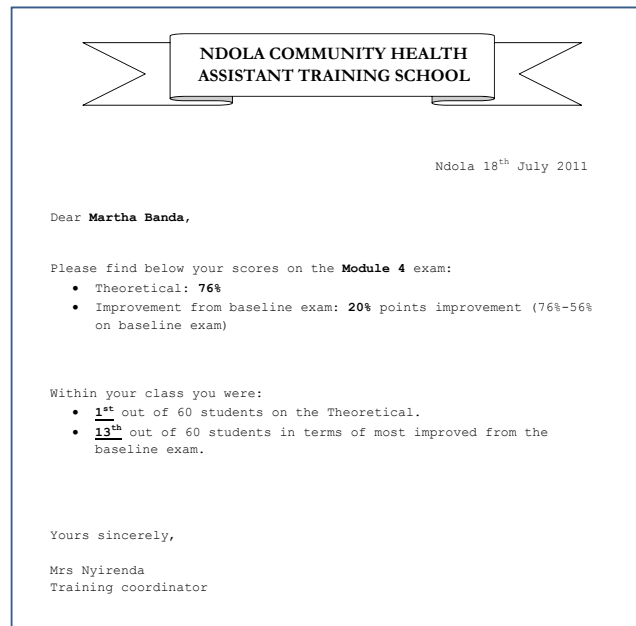 NDOLA COMMUNITY HEALTH
ASSISTANT TRAINING SCHOOL
Ndola 18th July 2011
Dear Martha Banda,
Please find below your scores on the Module 4 exam:
• Theoretical: 76%
• Improvement from baseline exam: 20% points improvement (76%-56%
on baseline exam)
Within your class you were:
• 1st out of 60 students on the Theoretical.
• 13th out of 60 students in terms of most improved from the
baseline exam.
Yours sincerely,
Mrs Nyirenda
Training coordinator